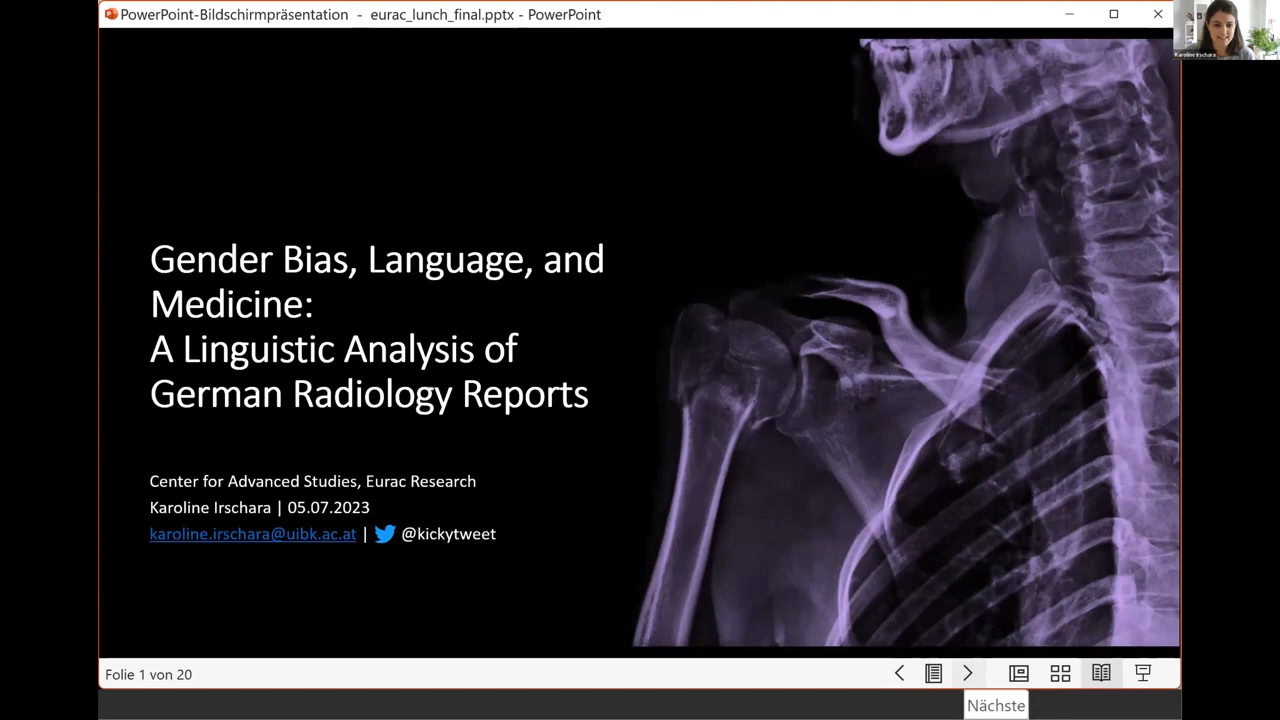 PowerPoint-Bildschirmpräsentation - eurac_lunch_final.pptx - PowerPoint
Karoline Irschara
Gender Bias, Language, and
Medicine:
A Linguistic Analysis of
German Radiology Reports
Center for Advanced Studies, Eurac Research
Karoline Irschara | 05.07.2023
karoline.irschara@uibk.ac.at | @kickytweet
Folie 1 von 20
Nächste